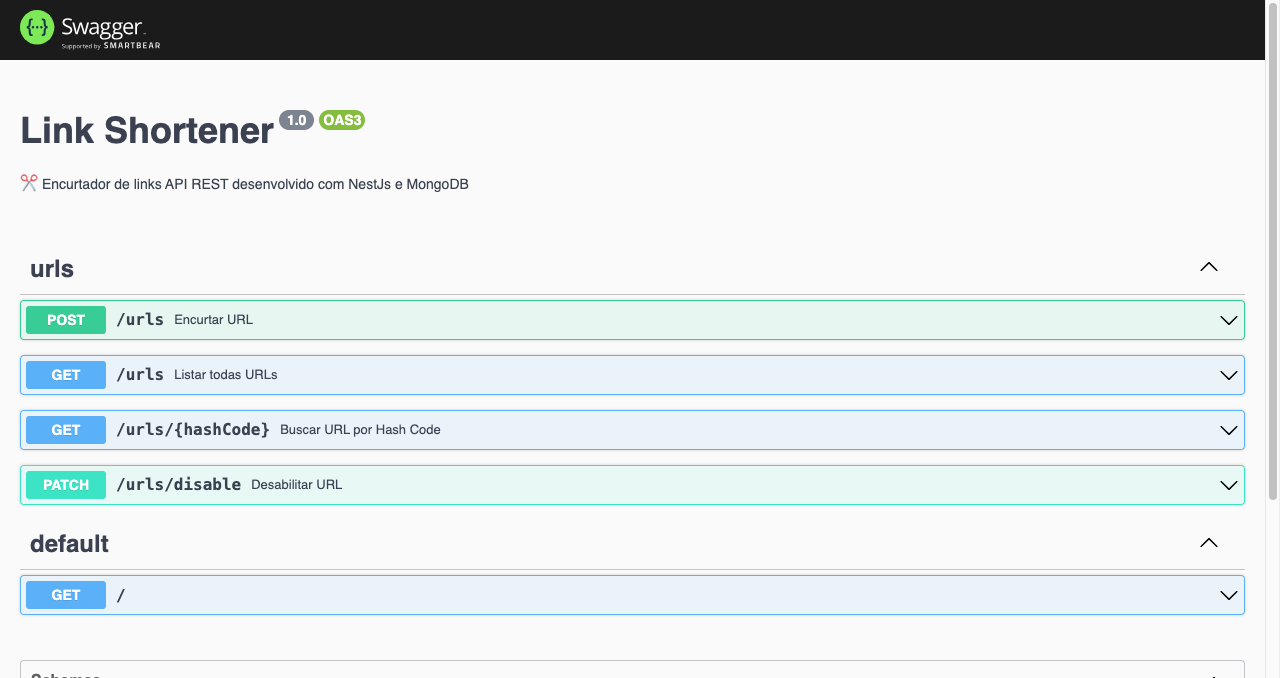 Swagger
Supported by SMARTBEAR
Link Shortener 1.0 OAS3
Encurtador de links API REST desenvolvido com NestJs e MongoDB
urls
POST /urls Encurtar URL
GET /urls Listar todas URLs
GET /urls/{hashCode} Buscar URL por Hash Code
PATCH /urls/disable Desabilitar URL
default
GET /
Schemas